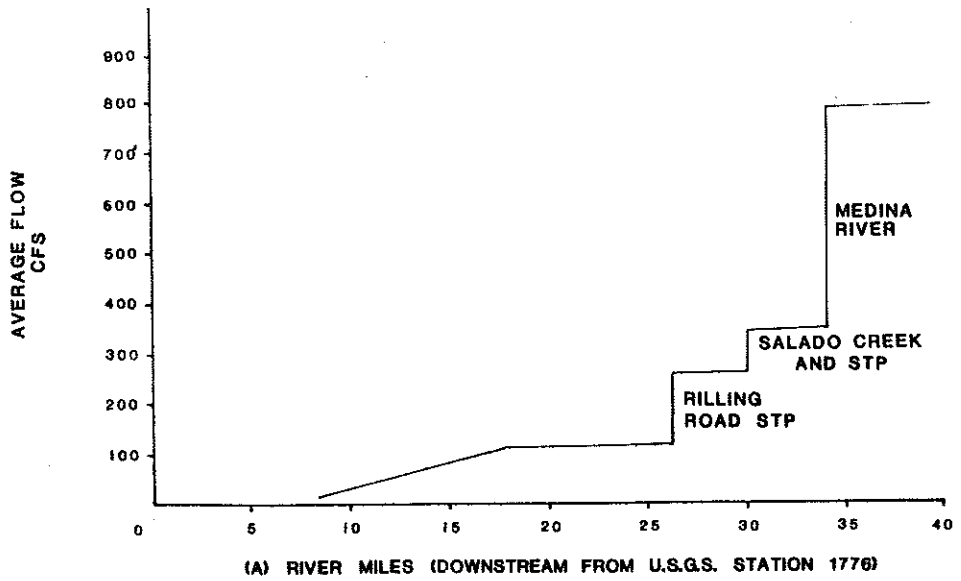 900
800
700
600
500
400
300
200
100
AVERAGE FLOW
CFS
MEDINA
RIVER
SALADO CREEK
AND STP
RILLING
ROAD STP
0 5 10 15 20 25 30 35 40
(A) RIVER MILES (DOWNSTREAM FROM U.S.G.S. STATION 1776)